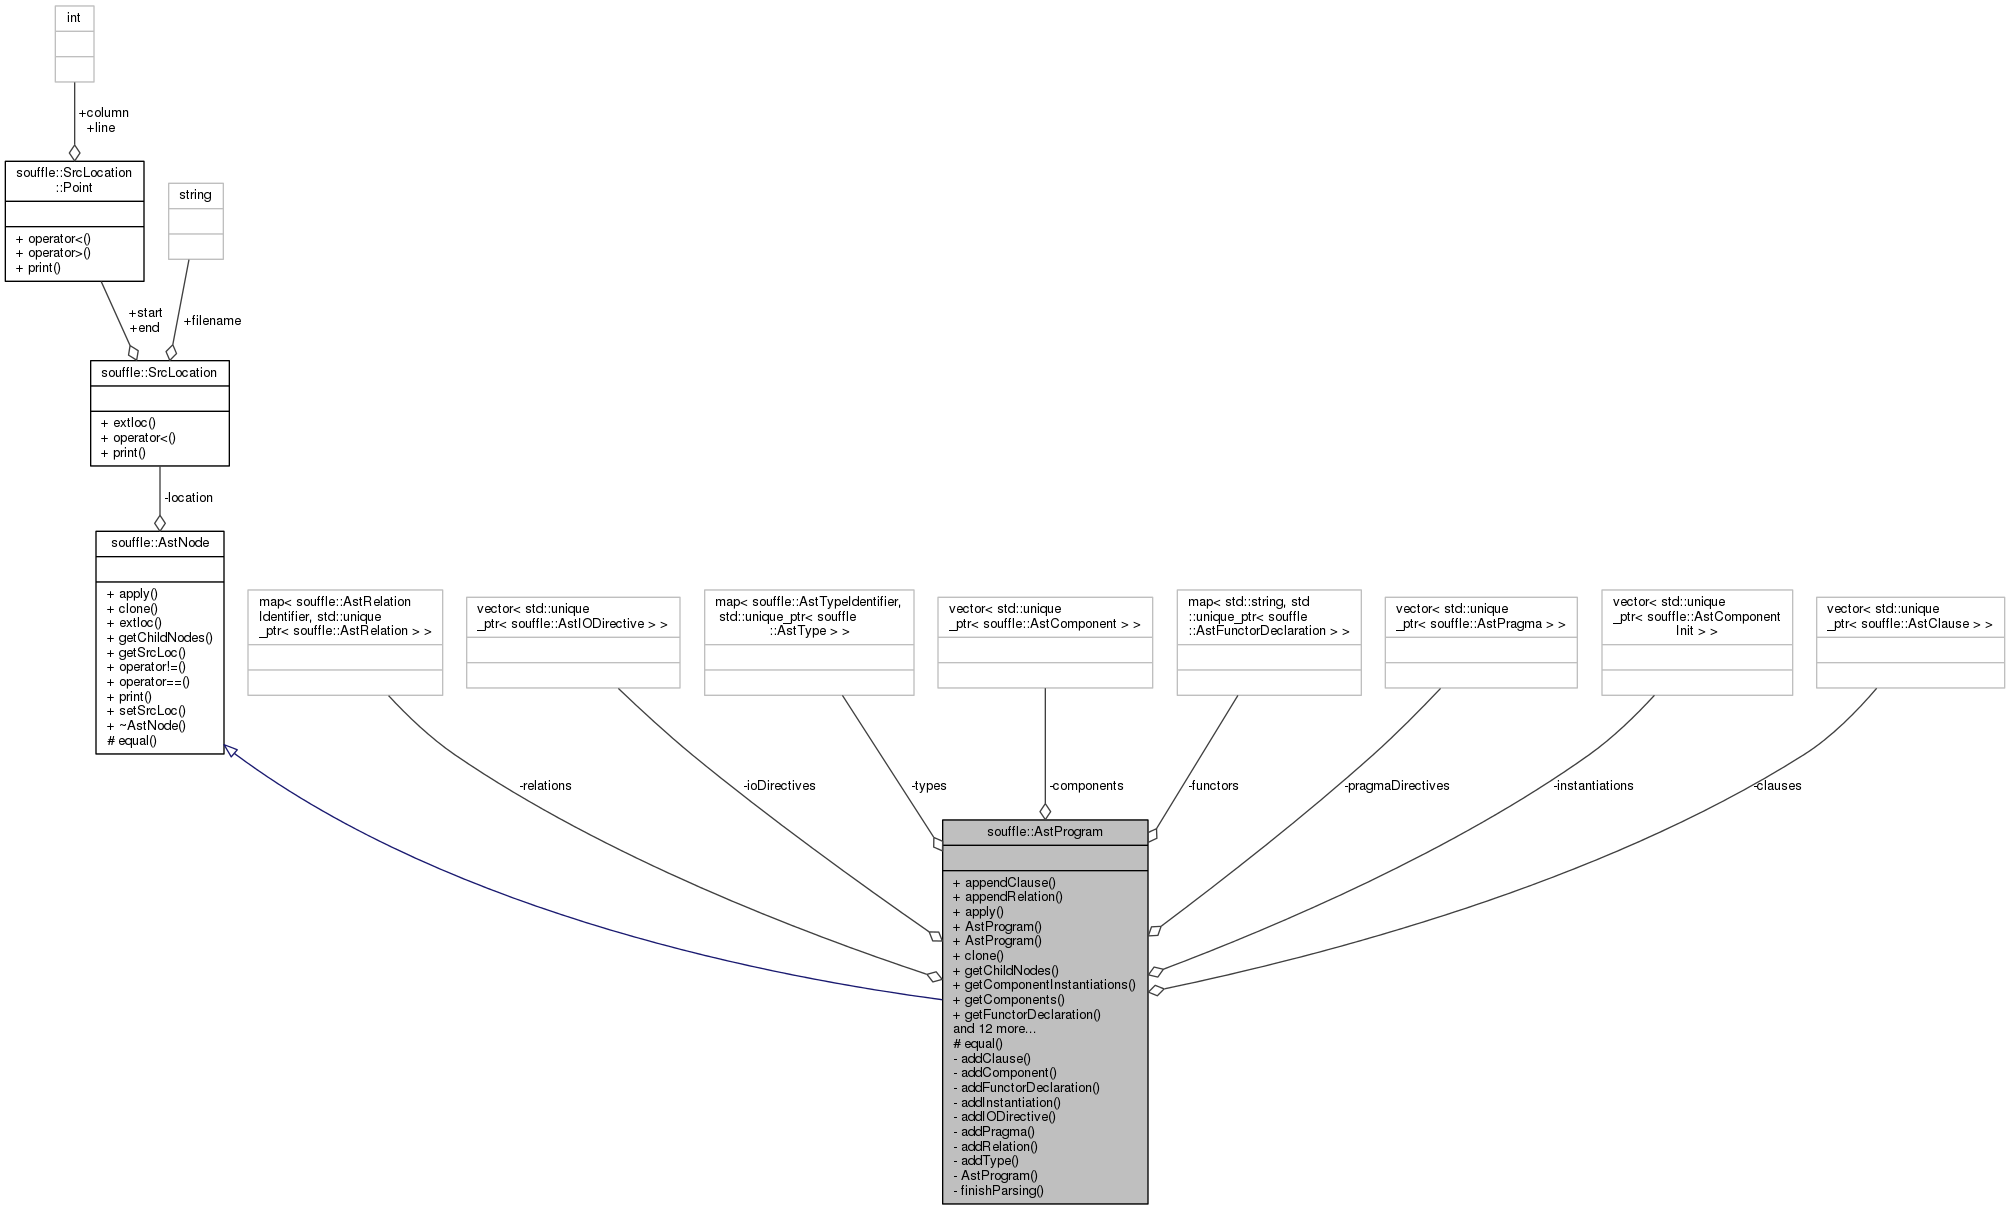 int
+column
+line
souffle::SrcLocation
::Point
+ operator<()
+ operator>()
+ print()
string
+start
+end
+filename
souffle::SrcLocation
+ extloc()
+ operator<()
+ print()
-location
souffle::AstNode
+ apply()
+ clone()
+ extloc()
+ getChildNodes()
+ getSrcLoc()
+ operator!=()
+ operator==()
+ print()
+ setSrcLoc()
+ ~AstNode()
# equal()
map< souffle::AstRelation
Identifier, std::unique
_ptr< souffle::AstRelation > >
vector< std::unique
_ptr< souffle::AstIODirective > >
map< souffle::AstTypeIdentifier,
std::unique_ptr< souffle
::AstType > >
vector< std::unique
_ptr< souffle::AstComponent > >
map< std::string, std
::unique_ptr< souffle
::AstFunctorDeclaration > >
vector< std::unique
_ptr< souffle::AstPragma > >
vector< std::unique
_ptr< souffle::AstComponent
Init > >
vector< std::unique
_ptr< souffle::AstClause > >
-relations
-ioDirectives
-types
-components
-functors
-pragmaDirectives
-instantiations
-clauses
souffle::AstProgram
+ appendClause()
+ appendRelation()
+ apply()
+ AstProgram()
+ AstProgram()
+ clone()
+ getChildNodes()
+ getComponentInstantiations()
+ getComponents()
+ getFunctorDeclaration()
and 12 more...
# equal()
- addClause()
- addComponent()
- addFunctorDeclaration()
- addInstantiation()
- addIODirective()
- addPragma()
- addRelation()
- addType()
- AstProgram()
- finishParsing()